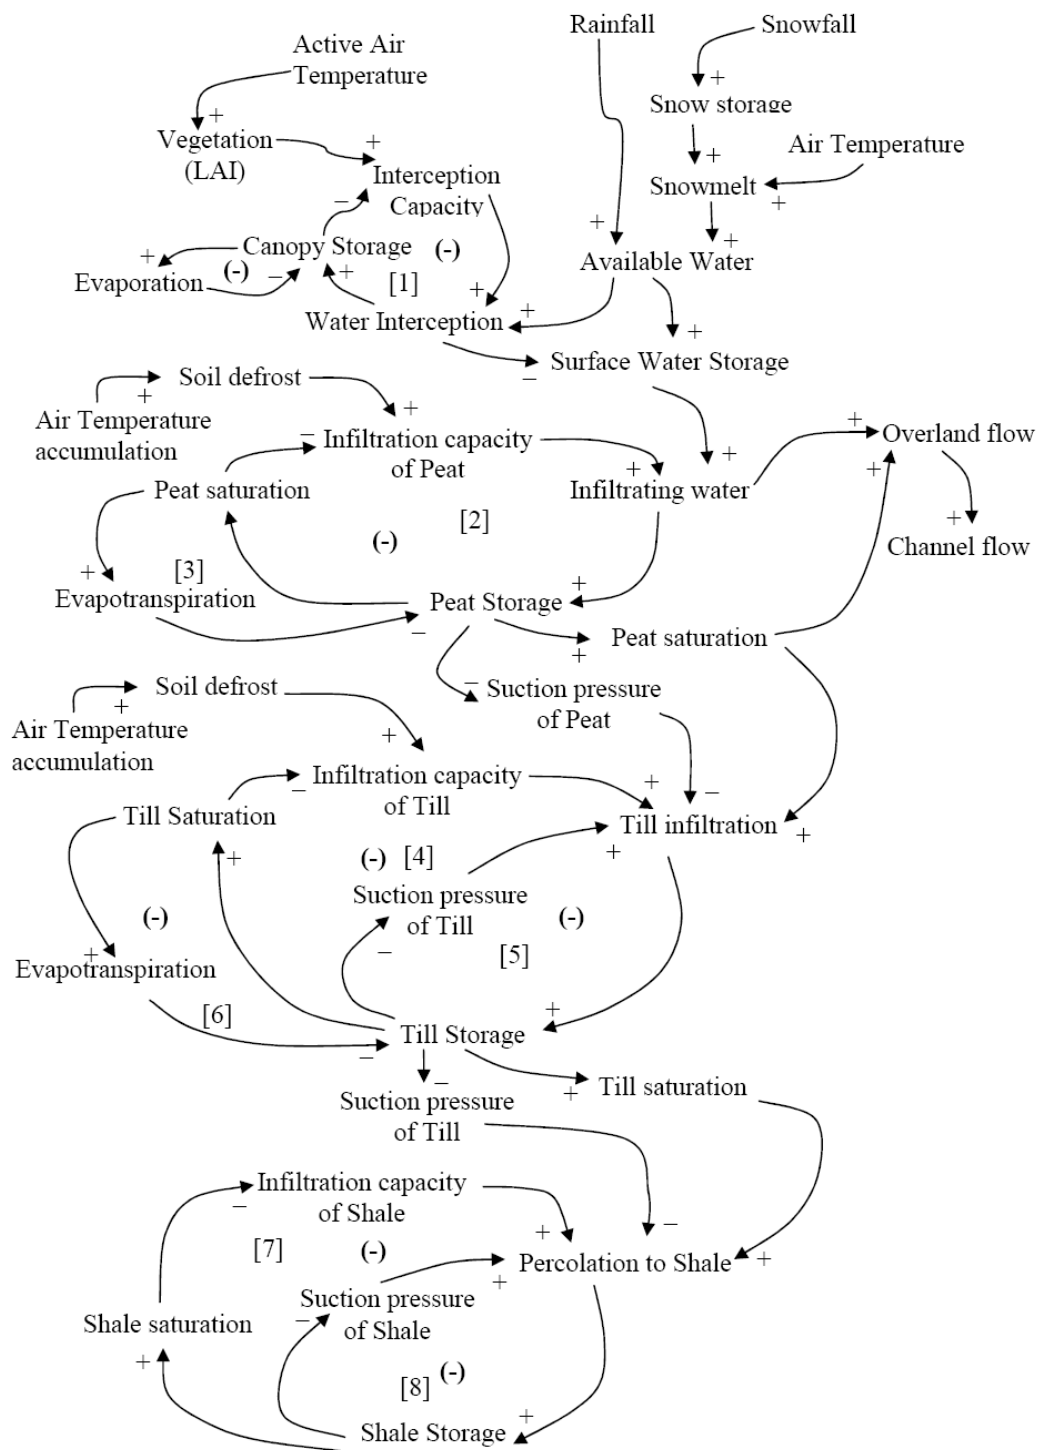 Rainfall
Snowfall
Active Air
Temperature
+
Snow storage
+
Vegetation
(LAI)
+
+
Air Temperature
Interception
Capacity
Snowmelt
+
−
+
+
+
Canopy Storage
(-)
Available Water
Evaporation
(-)
−
+
[1]
+
+
Water Interception
+
Surface Water Storage
−
Soil defrost
+
Air Temperature
accumulation
+
−
Infiltration capacity
of Peat
+
Overland flow
+
+
+
Peat saturation
Infiltrating water
[2]
+
(-)
Channel flow
[3]
+
+
Evapotranspiration
Peat Storage
−
Peat saturation
+
Soil defrost
−
Suction pressure
of Peat
+
Air Temperature
accumulation
+
Infiltration capacity
of Till
−
+
−
Till Saturation
Till infiltration
+
+
+
(-)
[4]
Suction pressure
of Till
(-)
(-)
−
[5]
+
Evapotranspiration
[6]
+
Till Storage
−
−
+
Till saturation
Suction pressure
of Till
Infiltration capacity
of Shale
−
−
+
[7]
(-)
Percolation to Shale
+
+
Suction pressure
of Shale
−
Shale saturation
+
(-)
[8]
+
Shale Storage